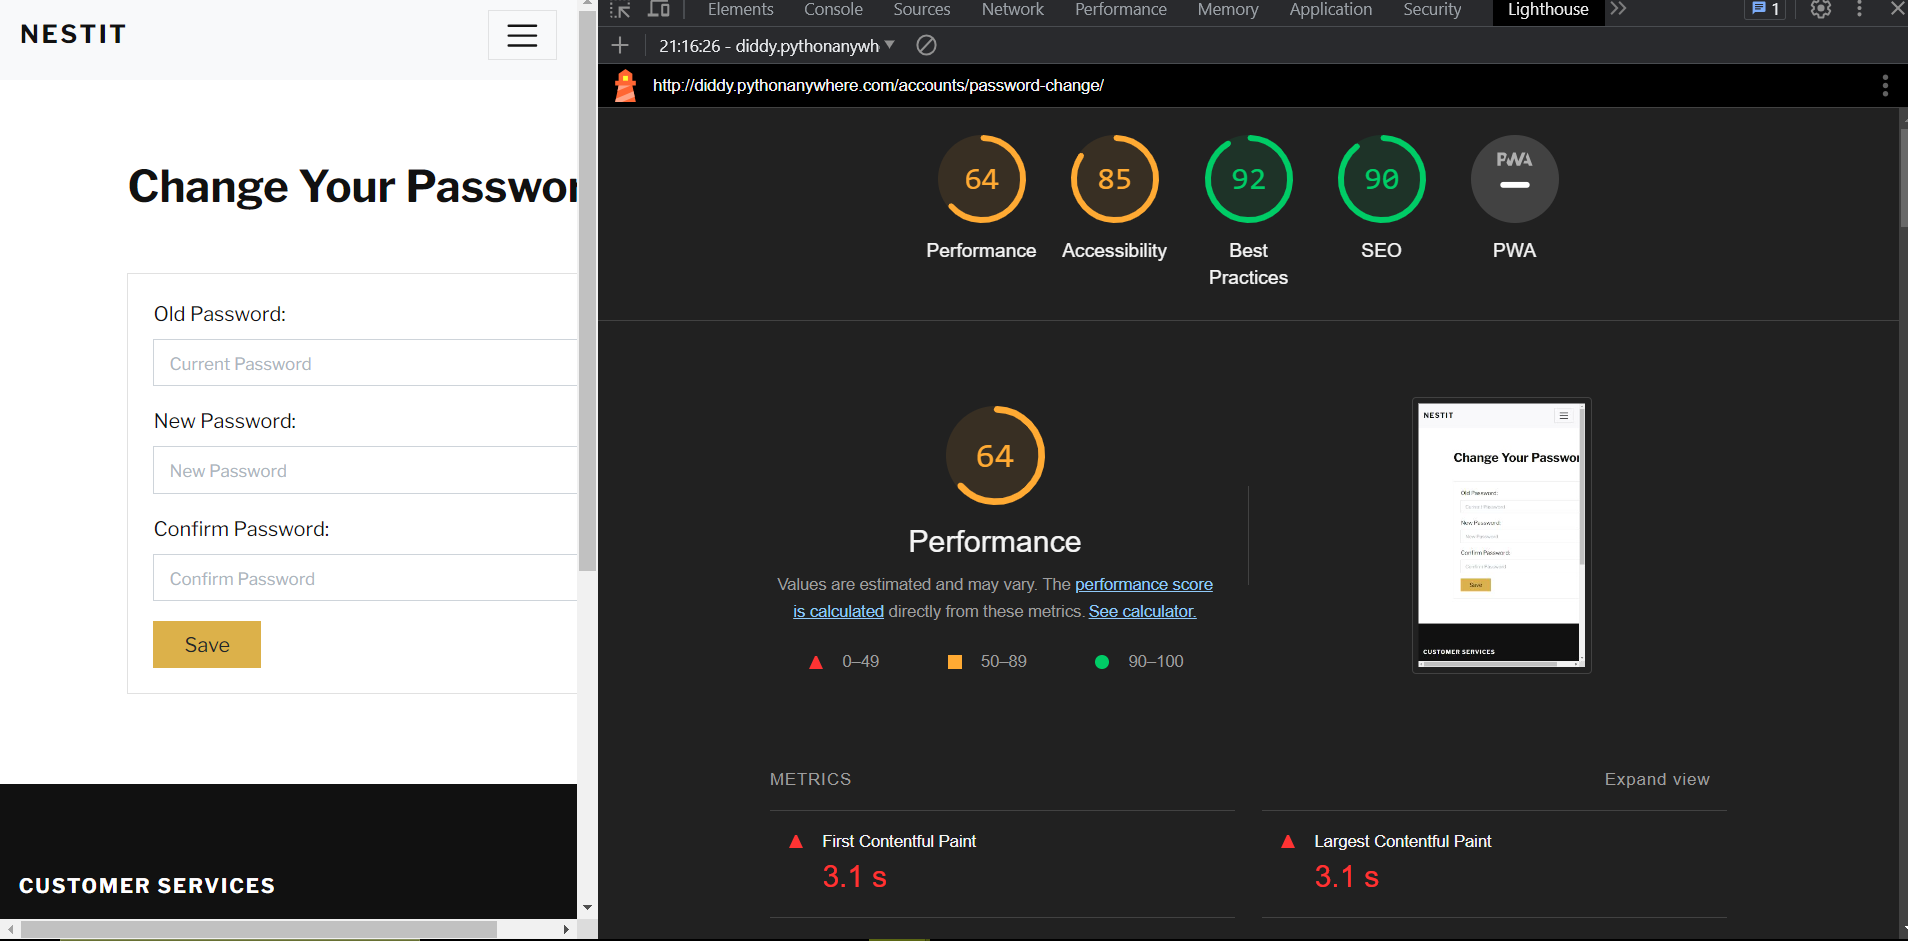 NESTIT
Change Your Passwor
Old Password:
Current Password
New Password:
New Password
Confirm Password:
Confirm Password
Save
CUSTOMER SERVICES
Elements Console Sources Network Performance Memory Application Security Lighthouse 1
21:16:26 - diddy.pythonanywh
http://diddy.pythonanywhere.com/accounts/password-change/
64 85 92 90 PWA
Performance Accessibility Best Practices SEO PWA
64
Performance
Values are estimated and may vary. The performance score
is calculated directly from these metrics. See calculator.
0–49 50–89 90–100
NESTIT
Change Your Passwor
Old Password:
Current Password
New Password:
New Password
Confirm Password:
Confirm Password
Save
CUSTOMER SERVICES
METRICS Expand view
First Contentful Paint
3.1 s
Largest Contentful Paint
3.1 s